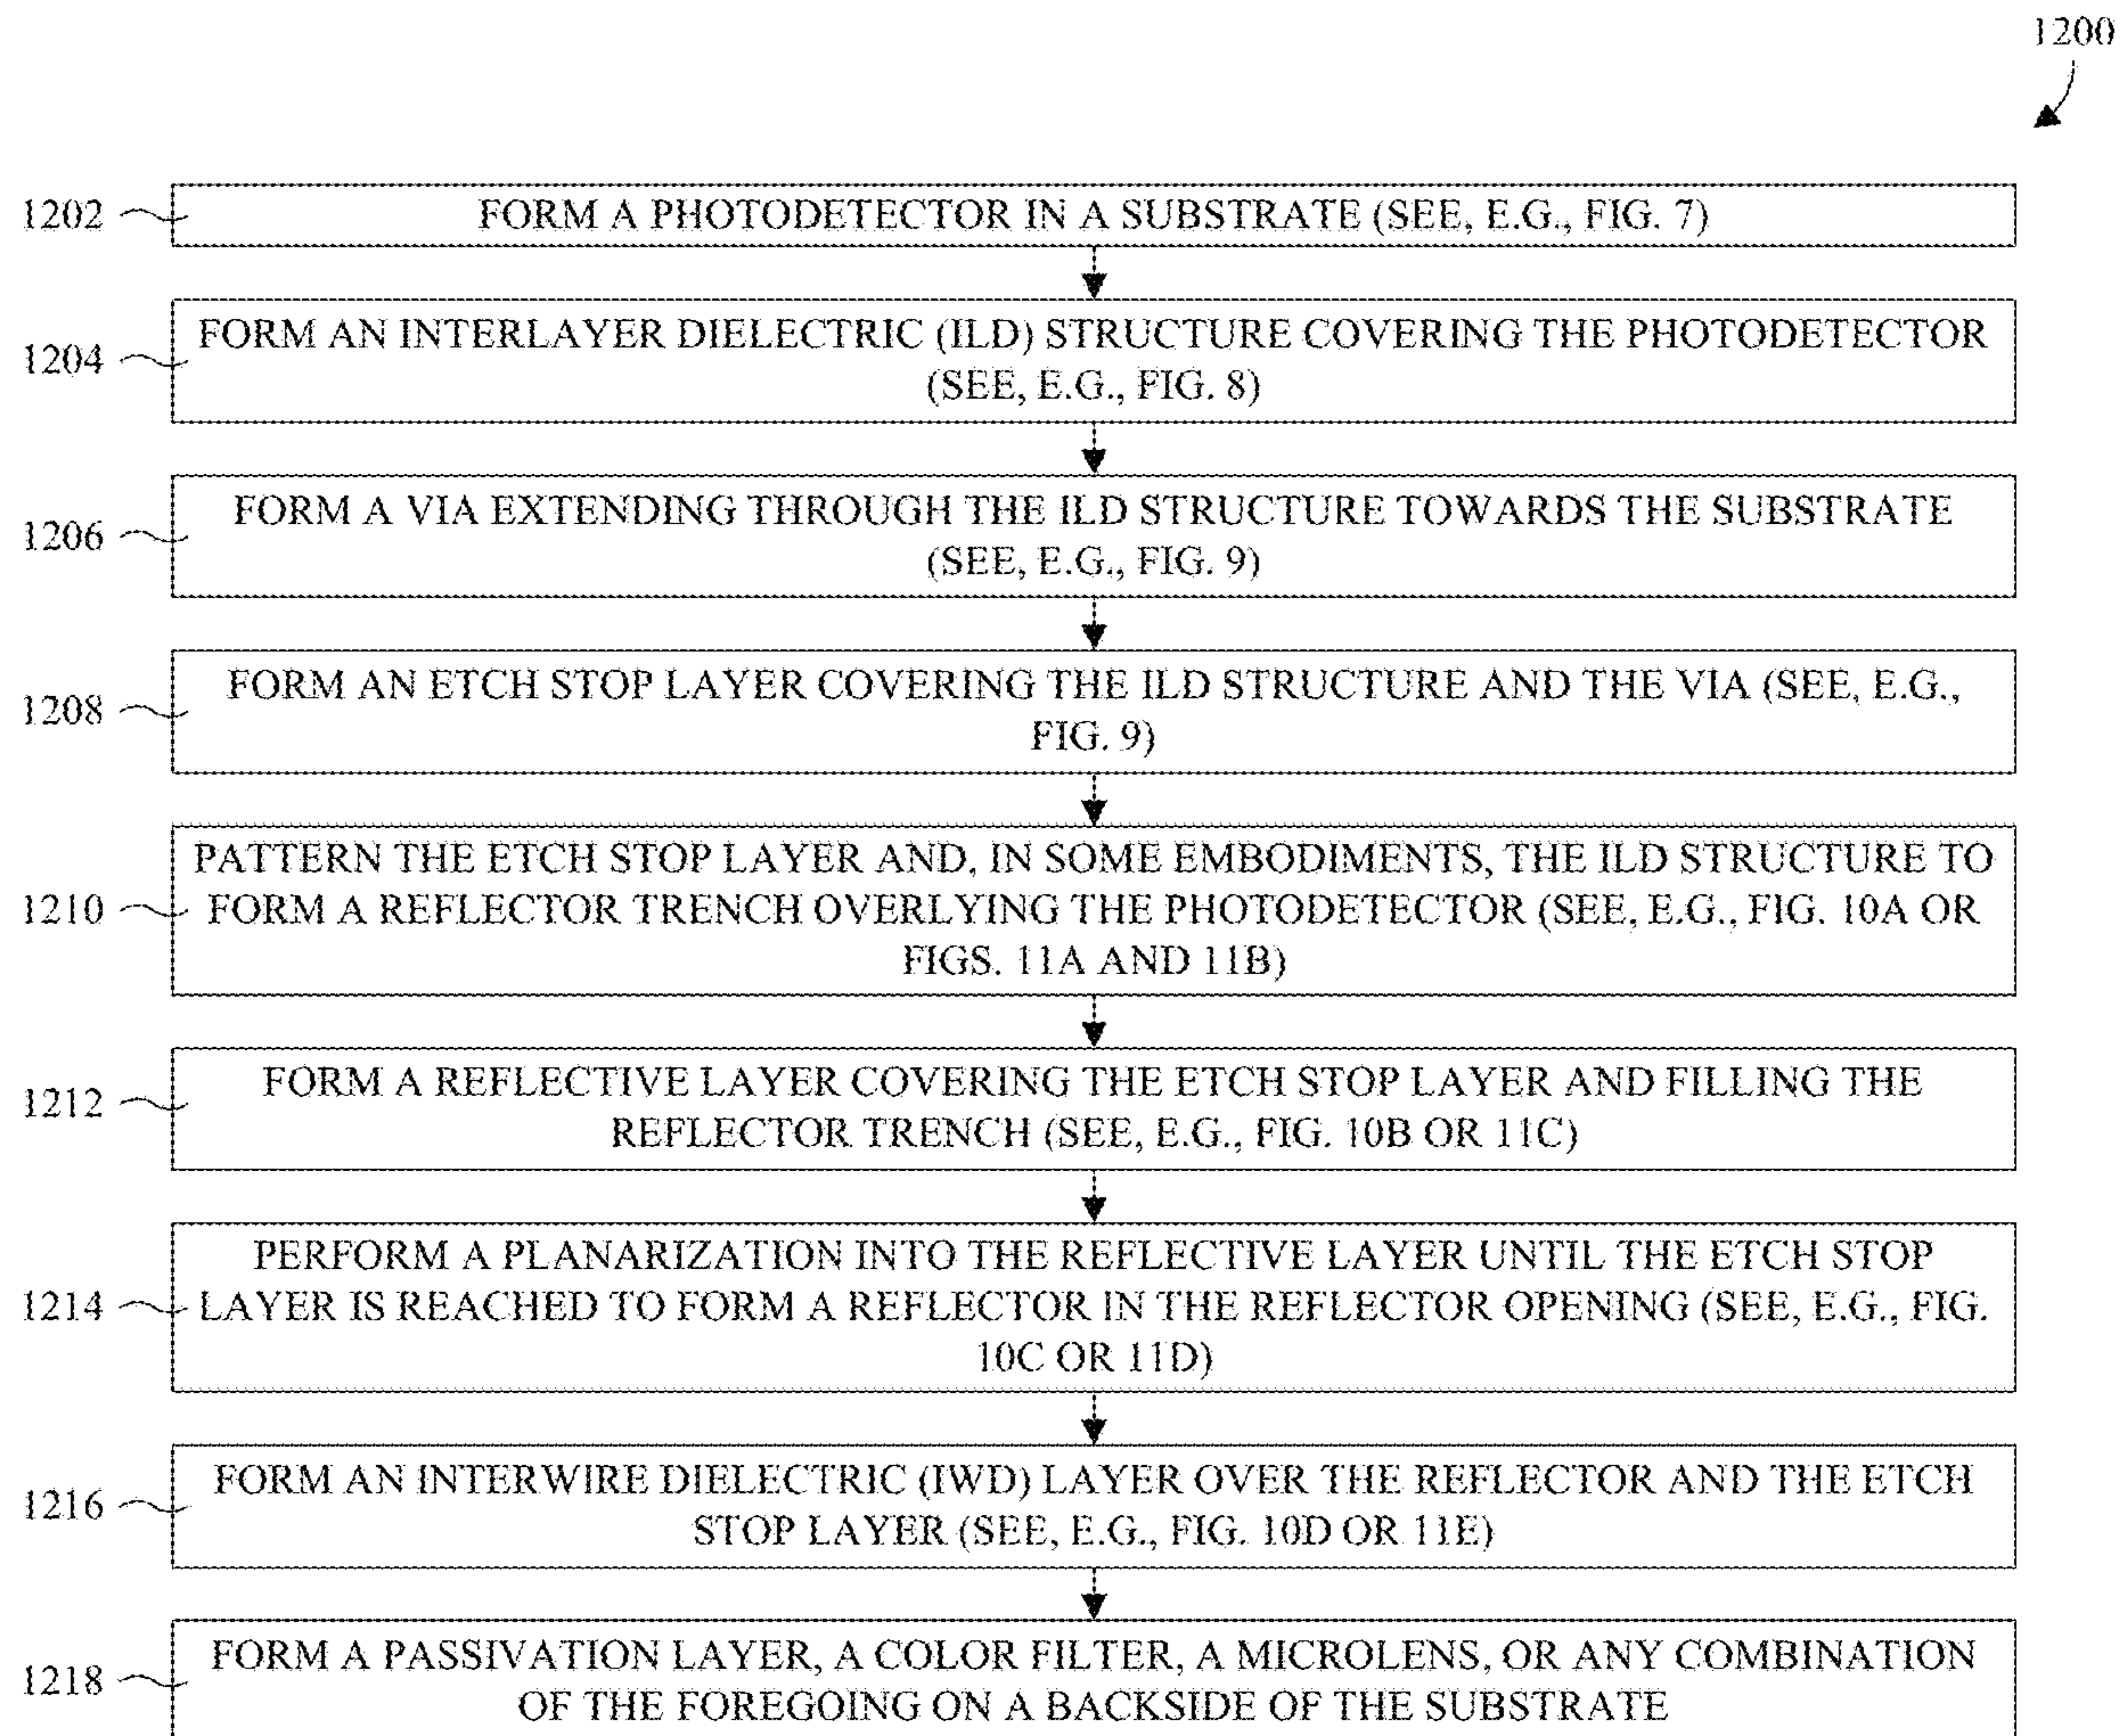 1200
1202 FORM A PHOTODETECTOR IN A SUBSTRATE (SEE, E.G., FIG. 7)
1204 FORM AN INTERLAYER DIELECTRIC (ILD) STRUCTURE COVERING THE PHOTODETECTOR
(SEE, E.G., FIG. 8)
1206 FORM A VIA EXTENDING THROUGH THE ILD STRUCTURE TOWARDS THE SUBSTRATE
(SEE, E.G., FIG. 9)
1208 FORM AN ETCH STOP LAYER COVERING THE ILD STRUCTURE AND THE VIA (SEE, E.G.,
FIG. 9)
1210 PATTERN THE ETCH STOP LAYER AND, IN SOME EMBODIMENTS, THE ILD STRUCTURE TO
FORM A REFLECTOR TRENCH OVERLYING THE PHOTODETECTOR (SEE, E.G., FIG. 10A OR
FIGS. 11A AND 11B)
1212 FORM A REFLECTIVE LAYER COVERING THE ETCH STOP LAYER AND FILLING THE
REFLECTOR TRENCH (SEE, E.G., FIG. 10B OR 11C)
1214 PERFORM A PLANARIZATION INTO THE REFLECTIVE LAYER UNTIL THE ETCH STOP
LAYER IS REACHED TO FORM A REFLECTOR IN THE REFLECTOR OPENING (SEE, E.G., FIG.
10C OR 11D)
1216 FORM AN INTERWIRE DIELECTRIC (IWD) LAYER OVER THE REFLECTOR AND THE ETCH
STOP LAYER (SEE, E.G., FIG. 10D OR 11E)
1218 FORM A PASSIVATION LAYER, A COLOR FILTER, A MICROLENS, OR ANY COMBINATION
OF THE FOREGOING ON A BACKSIDE OF THE SUBSTRATE